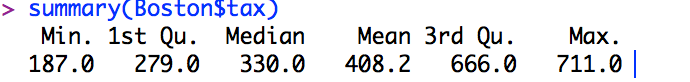 > summary(Boston$tax)
Min. 1st Qu. Median Mean 3rd Qu. Max.
187.0 279.0 330.0 408.2 666.0 711.0